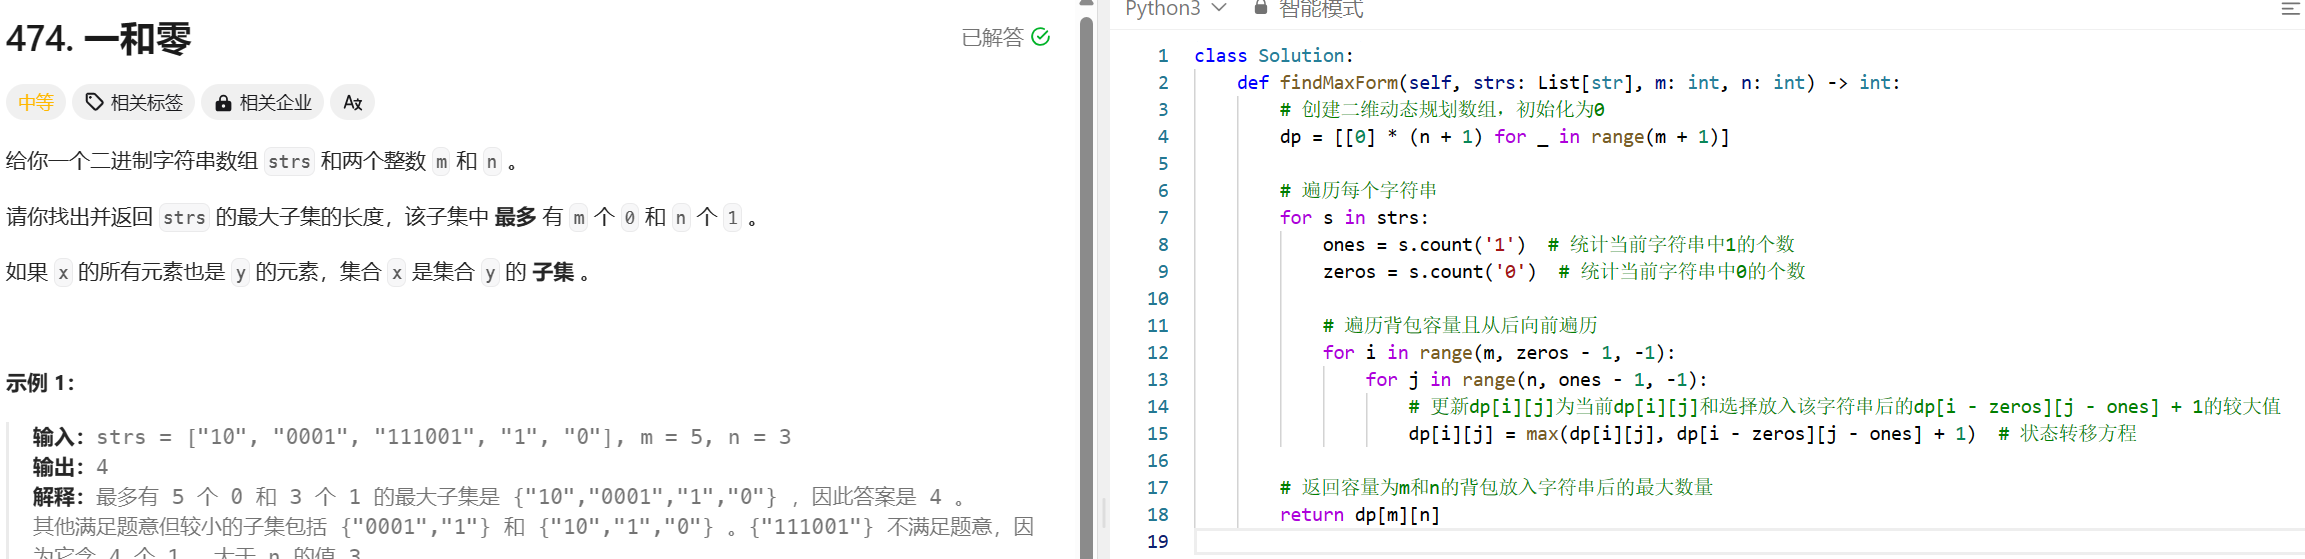 474. 一和零
已解答
中等
相关标签
相关企业
给你一个二进制字符串数组 strs 和两个整数 m 和 n 。
请你找出并返回 strs 的最大子集的长度，该子集中 最多 有 m 个 0 和 n 个 1 。
如果 x 的所有元素也是 y 的元素，集合 x 是集合 y 的 子集 。
示例 1：
输入：strs = ["10", "0001", "111001", "1", "0"], m = 5, n = 3
输出：4
解释：最多有 5 个 0 和 3 个 1 的最大子集是 {"10","0001","1","0"} ，因此答案是 4 。
其他满足题意但较小的子集包括 {"0001","1"} 和 {"10","1","0"} 。{"111001"} 不满足题意，因
为它含 4 个 1 ，大于 n 的值 3
Python3
智能模式
1 class Solution:
2 def findMaxForm(self, strs: List[str], m: int, n: int) -> int:
3 # 创建二维动态规划数组，初始化为0
4 dp = [[0] * (n + 1) for _ in range(m + 1)]
5
6 # 遍历每个字符串
7 for s in strs:
8 ones = s.count('1')  # 统计当前字符串中1的个数
9 zeros = s.count('0')  # 统计当前字符串中0的个数
10
11 # 遍历背包容量且从后向前遍历
12 for i in range(m, zeros - 1, -1):
13 for j in range(n, ones - 1, -1):
14 # 更新dp[i][j]为当前dp[i][j]和选择放入该字符串后的dp[i - zeros][j - ones] + 1的较大值
15 dp[i][j] = max(dp[i][j], dp[i - zeros][j - ones] + 1)  # 状态转移方程
16
17 # 返回容量为m和n的背包放入字符串后的最大数量
18 return dp[m][n]
19